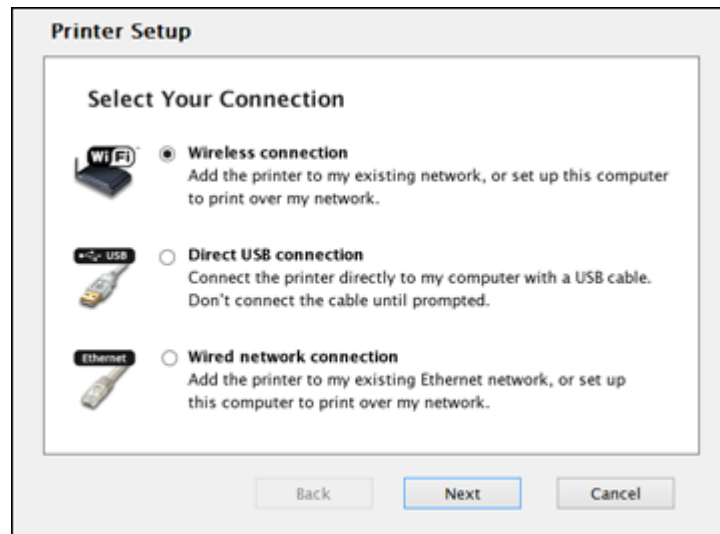 Printer Setup
Select Your Connection
WiFi
Wireless connection
Add the printer to my existing network, or set up this computer
to print over my network.
USB
Direct USB connection
Connect the printer directly to my computer with a USB cable.
Don't connect the cable until prompted.
Ethernet
Wired network connection
Add the printer to my existing Ethernet network, or set up
this computer to print over my network.
Back Next Cancel